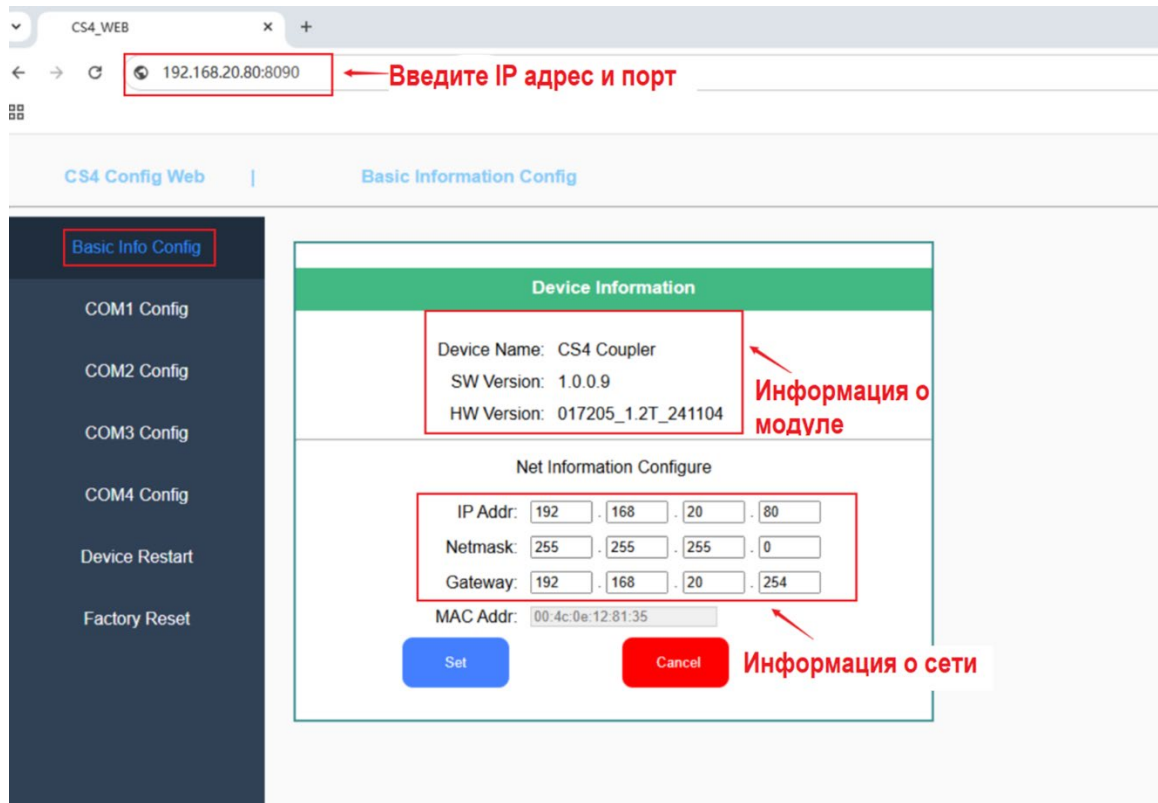 CS4_WEB
192.168.20.80:8090
Введите IP адрес и порт
CS4 Config Web | Basic Information Config
Basic Info Config
COM1 Config
COM2 Config
COM3 Config
COM4 Config
Device Restart
Factory Reset
Device Information
Device Name: CS4 Coupler
SW Version: 1.0.0.9
HW Version: 017205_1.2T_241104
Информация о
модуле
Net Information Configure
IP Addr: 192 . 168 . 20 . 80
Netmask: 255 . 255 . 255 . 0
Gateway: 192 . 168 . 20 . 254
MAC Addr: 00:4c:0e:12:81:35
Set
Cancel
Информация о сети